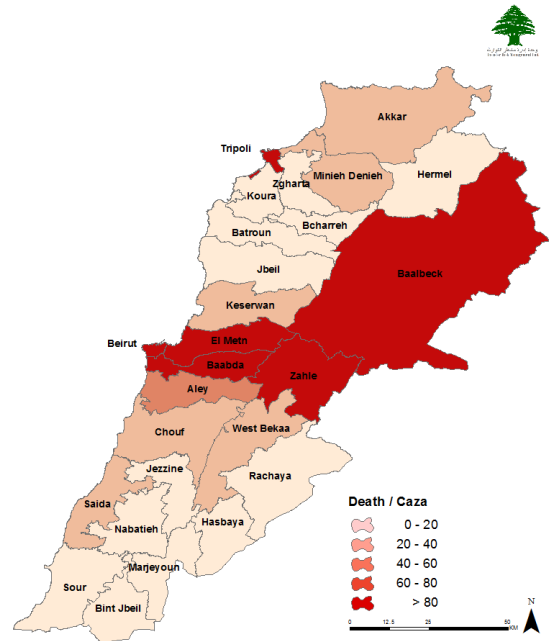 Akkar
Tripoli
Minieh Denieh
Hermel
Zgharta
Koura
Bcharreh
Batroun
Jbeil
Baalbeck
Keserwan
El Metn
Beirut
Baabda
Zahle
Aley
Chouf
West Bekaa
Jezzine
Rachaya
Saida
Hasbaya
Nabatieh
Marjeyoun
Sour
Bint Jbeil
Death / Caza
0 - 20
20 - 40
40 - 60
60 - 80
> 80
N
0 12.5 25 50
KM